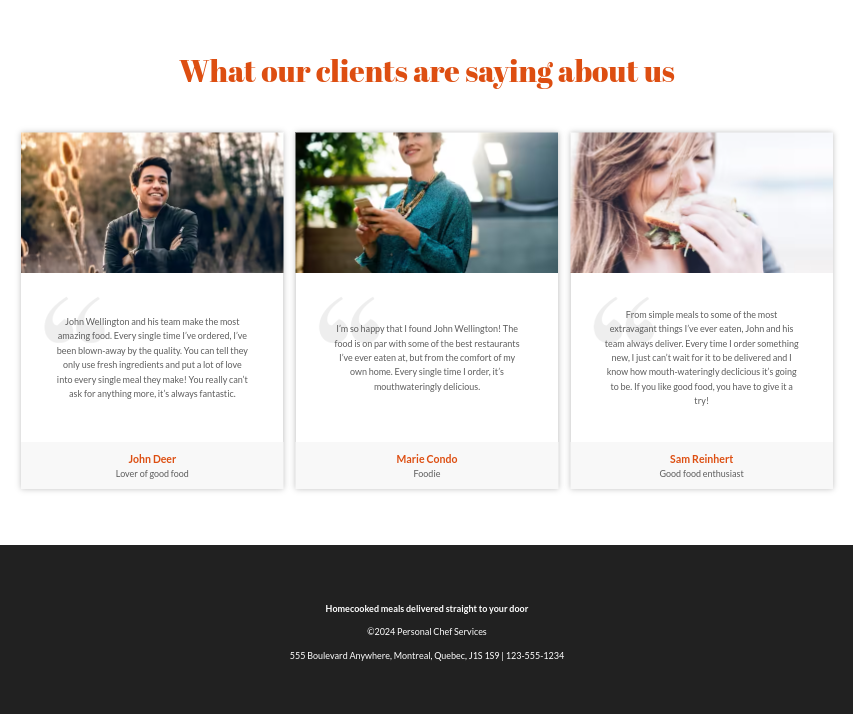 What our clients are saying about us
John Wellington and his team make the most
amazing food. Every single time I've ordered, I've
been blown-away by the quality. You can tell they
only use fresh ingredients and put a lot of love
into every single meal they make! You really can't
ask for anything more, it's always fantastic.
John Deer
Lover of good food
I'm so happy that I found John Wellington! The
food is on par with some of the best restaurants
I've ever eaten at, but from the comfort of my
own home. Every single time I order, it's
mouthwateringly delicious.
Marie Condo
Foodie
From simple meals to some of the most
extravagant things I've ever eaten, John and his
team always deliver. Every time I order something
new, I just can't wait for it to be delivered and I
know how mouth-wateringly declicious it's going
to be. If you like good food, you have to give it a
try!
Sam Reinhert
Good food enthusiast
Homecooked meals delivered straight to your door
©2024 Personal Chef Services
555 Boulevard Anywhere, Montreal, Quebec, J1S 1S9 | 123-555-1234